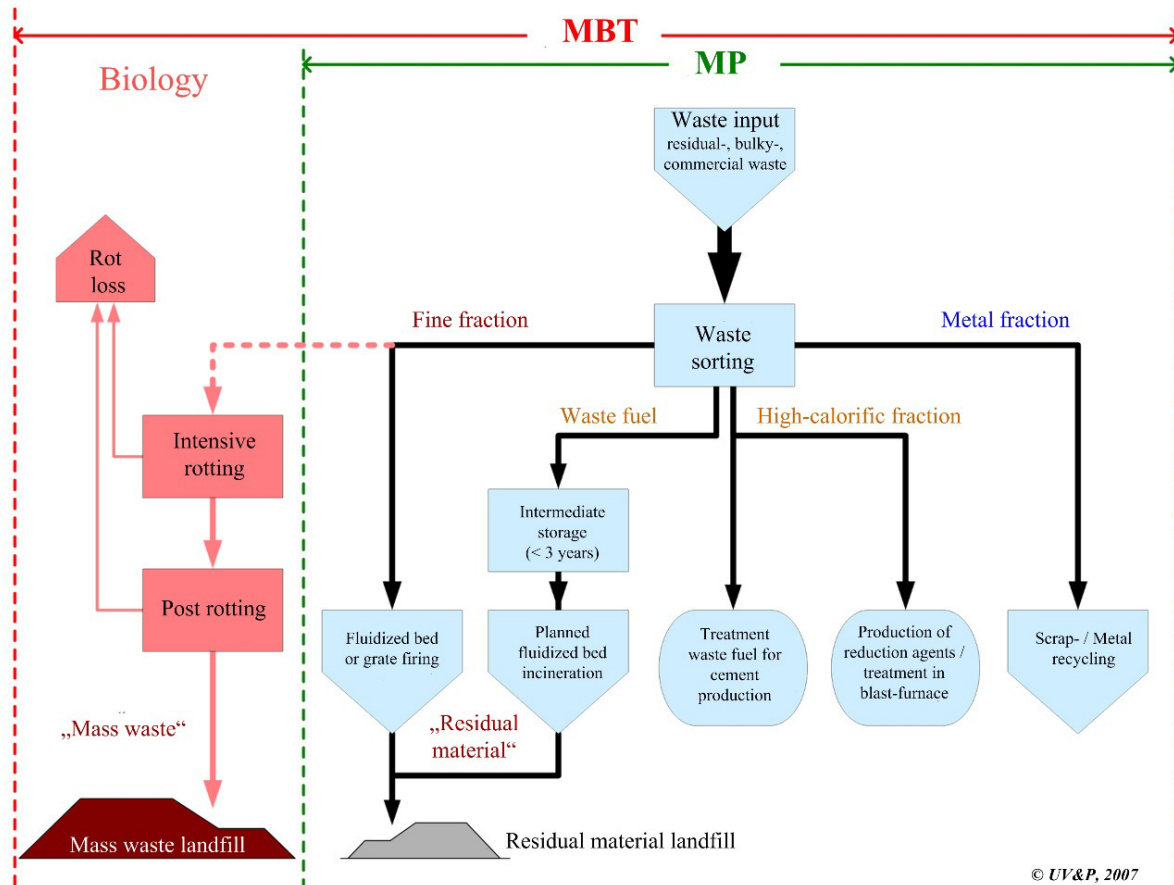 MBT
MP
Biology
Waste input
residual-, bulky-,
commercial waste
Rot
loss
Fine fraction
Waste
sorting
Metal fraction
Waste fuel
High-calorific fraction
Intensive
rotting
Intermediate
storage
(< 3 years)
Post rotting
Fluidized bed
or grate firing
Planned
fluidized bed
incineration
Treatment
waste fuel for
cement
production
Production of
reduction agents /
treatment in
blast-furnace
Scrap- / Metal
recycling
„Mass waste“
„Residual
material“
Mass waste landfill
Residual material landfill
© UV&P, 2007